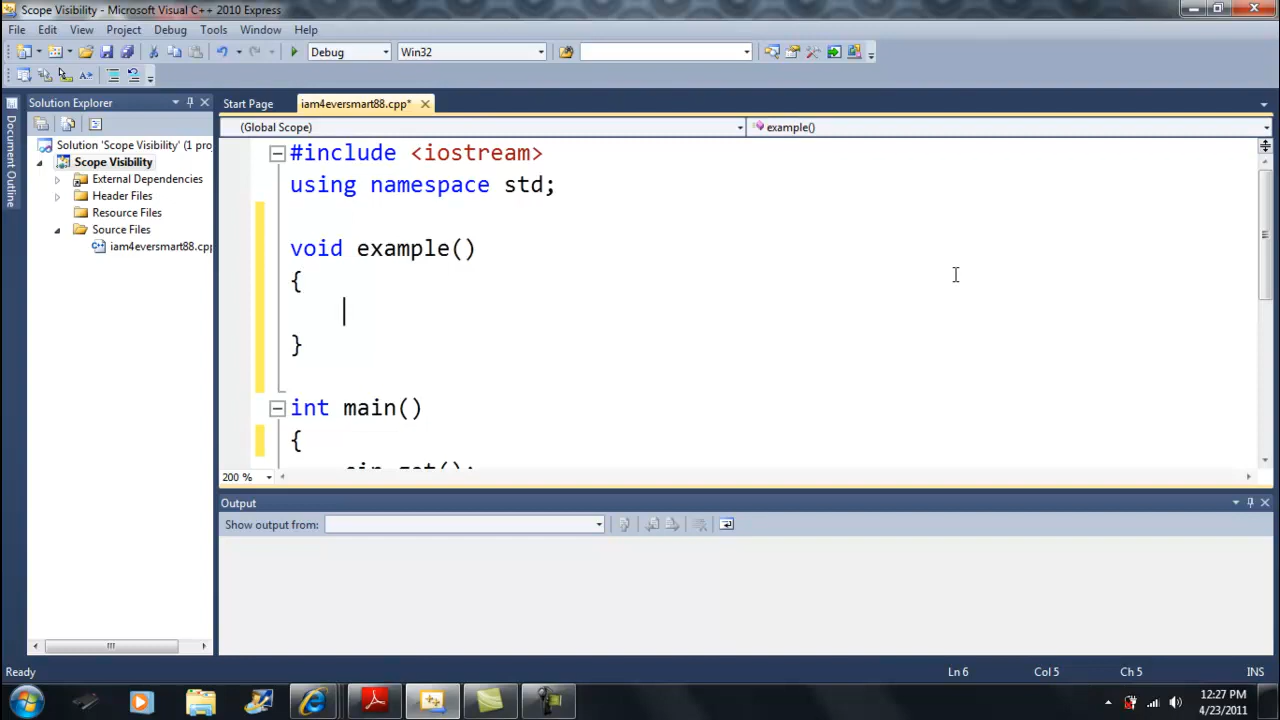 Scope Visibility - Microsoft Visual C++ 2010 Express
File Edit View Project Debug Tools Window Help
Debug Win32
Solution Explorer
Start Page iam4eversmart88.cpp*
Document Outline
(Global Scope) example()
Solution 'Scope Visibility' (1 proj
Scope Visibility
External Dependencies
Header Files
Resource Files
Source Files
iam4eversmart88.cpp
#include <iostream>
using namespace std;
void example()
{
}
int main()
{
cin.get();
200 %
Output
Show output from:
Ready Ln 6 Col 5 Ch 5 INS
12:27 PM
4/23/2011